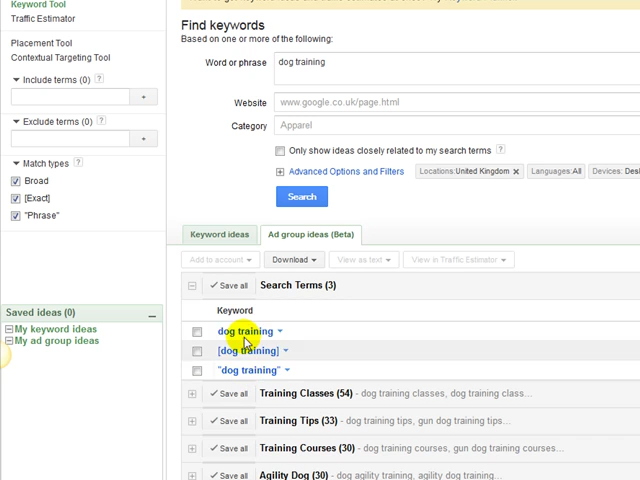 Keyword Tool
Traffic Estimator
Placement Tool
Contextual Targeting Tool
Include terms (0) ?
+
Exclude terms (0) ?
+
Match types ?
Broad
[Exact]
"Phrase"
Saved ideas (0)
My keyword ideas
My ad group ideas
Find keywords
Based on one or more of the following:
Word or phrase dog training
Website www.google.co.uk/page.html
Category Apparel
Only show ideas closely related to my search terms ?
Advanced Options and Filters Locations:United Kingdom × Languages:All Devices:
Search
Keyword ideas Ad group ideas (Beta)
Add to account Download View as text View in Traffic Estimator
Save all Search Terms (3)
Keyword
dog training
[dog training]
"dog training"
Save all Training Classes (54) - dog training classes, dog training class...
Save all Training Tips (33) - dog training tips, gun dog training tips...
Save all Training Courses (30) - dog training courses, gun dog training courses...
Save all Agility Dog (30) - dog agility training, agility dog training...